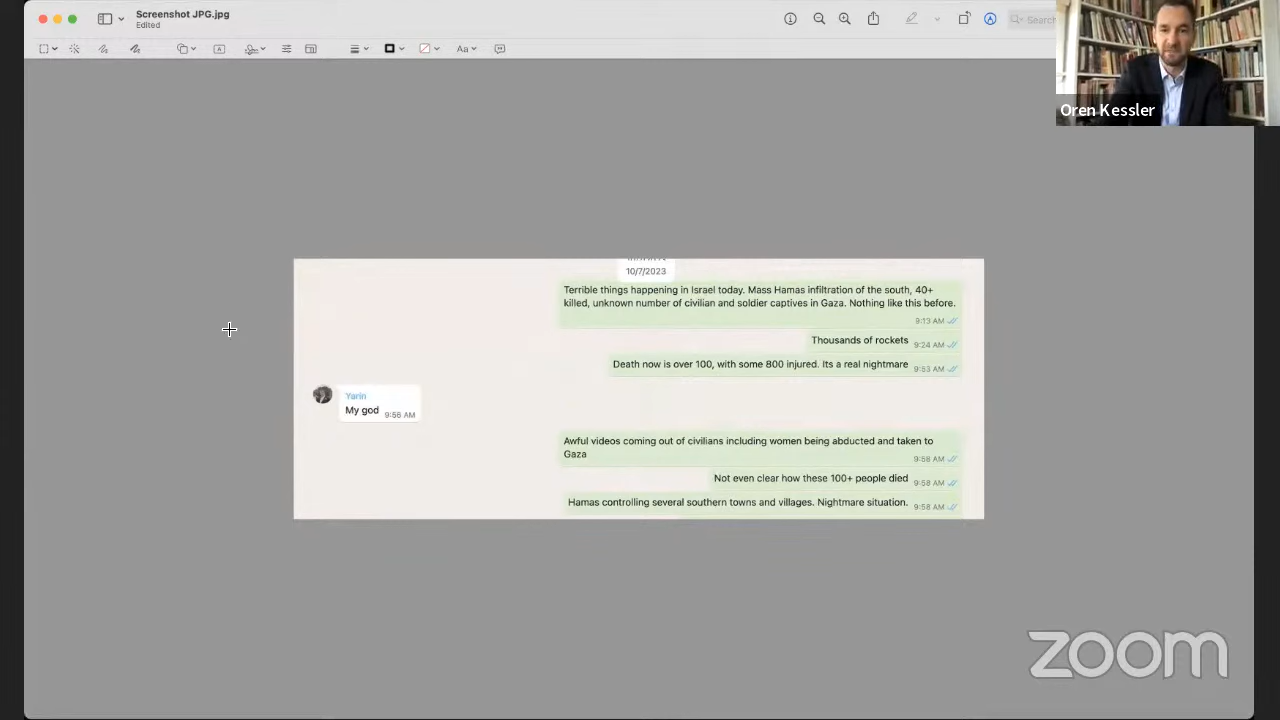 Screenshot JPG.jpg
Edited
Search
Aa
Oren Kessler
10/7/2023
Terrible things happening in Israel today. Mass Hamas infiltration of the south, 40+
killed, unknown number of civilian and soldier captives in Gaza. Nothing like this before.
9:13 AM
Thousands of rockets 9:24 AM
Death now is over 100, with some 800 injured. Its a real nightmare 9:53 AM
Yarin
My god 9:56 AM
Awful videos coming out of civilians including women being abducted and taken to
Gaza 9:58 AM
Not even clear how these 100+ people died 9:58 AM
Hamas controlling several southern towns and villages. Nightmare situation. 9:58 AM
zoom